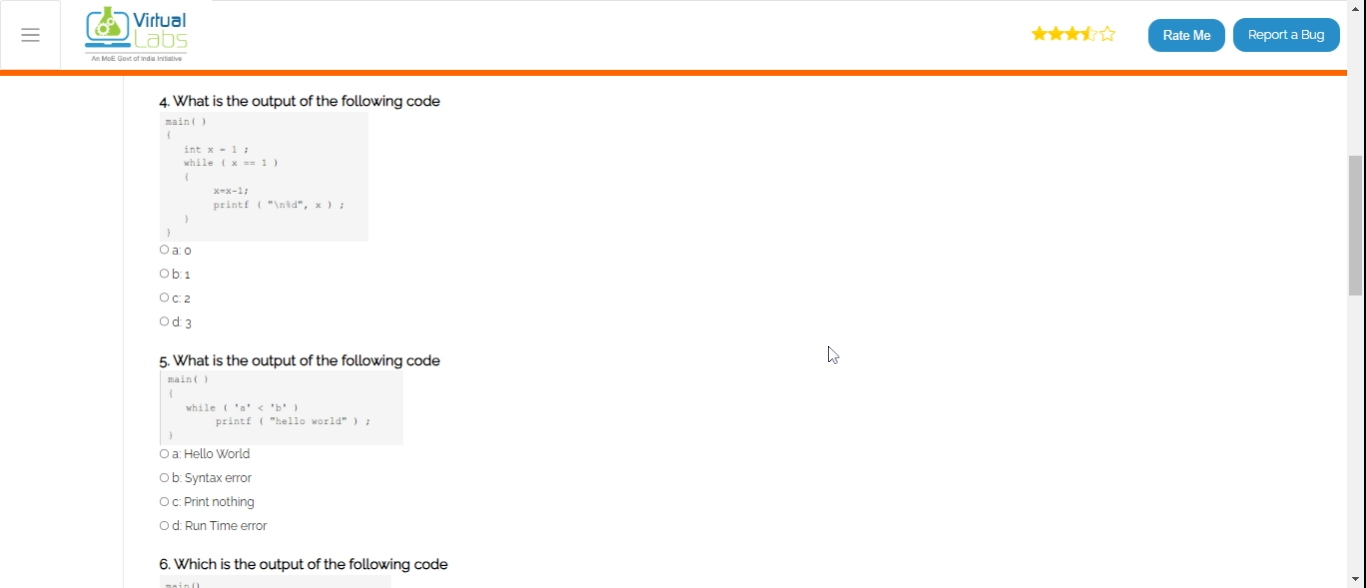 Virtual
Labs
An MoE Govt of India Initiative
Rate Me
Report a Bug
4. What is the output of the following code
main( )
{
int x = 1 ;
while ( x == 1 )
{
x=x-1;
printf ( "\n%d", x ) ;
}
}
a: 0
b: 1
c: 2
d: 3
5. What is the output of the following code
main( )
{
while ( 'a' < 'b' )
printf ( "hello world" ) ;
}
a: Hello World
b: Syntax error
c: Print nothing
d: Run Time error
6. Which is the output of the following code
main()